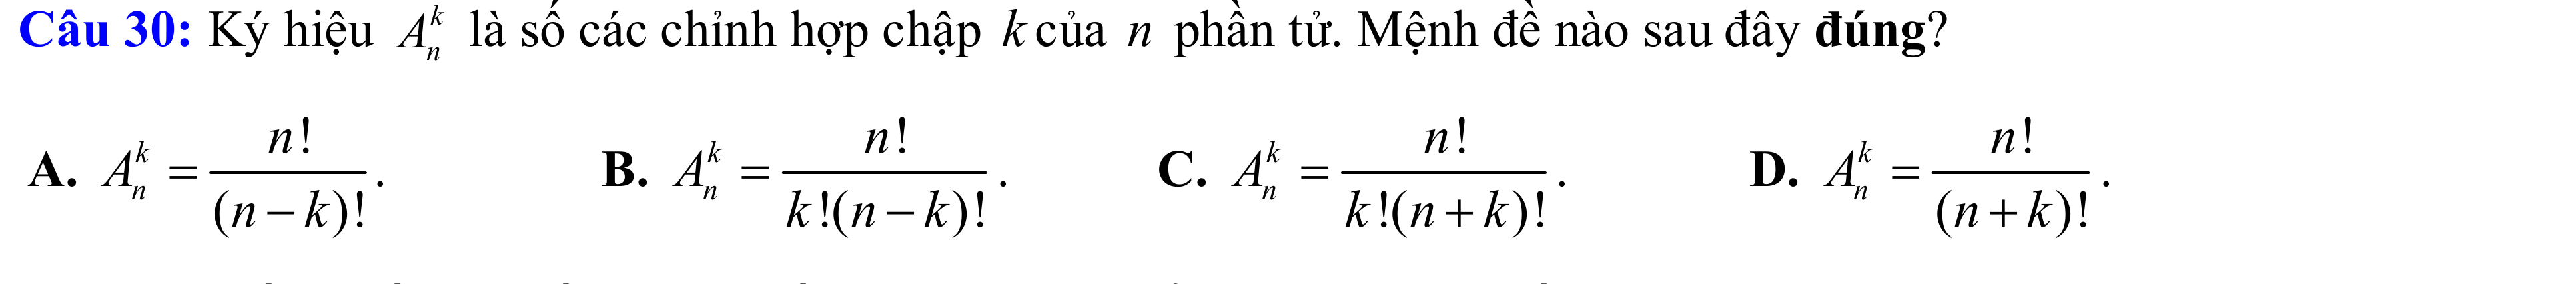 Câu 30: Ký hiệu $A_n^k$ là số các chỉnh hợp chập $k$ của $n$ phần tử. Mệnh đề nào sau đây đúng?
A. $A_n^k = \frac{n!}{(n-k)!}$. B. $A_n^k = \frac{n!}{k!(n-k)!}$. C. $A_n^k = \frac{n!}{k!(n+k)!}$. D. $A_n^k = \frac{n!}{(n+k)!}$.